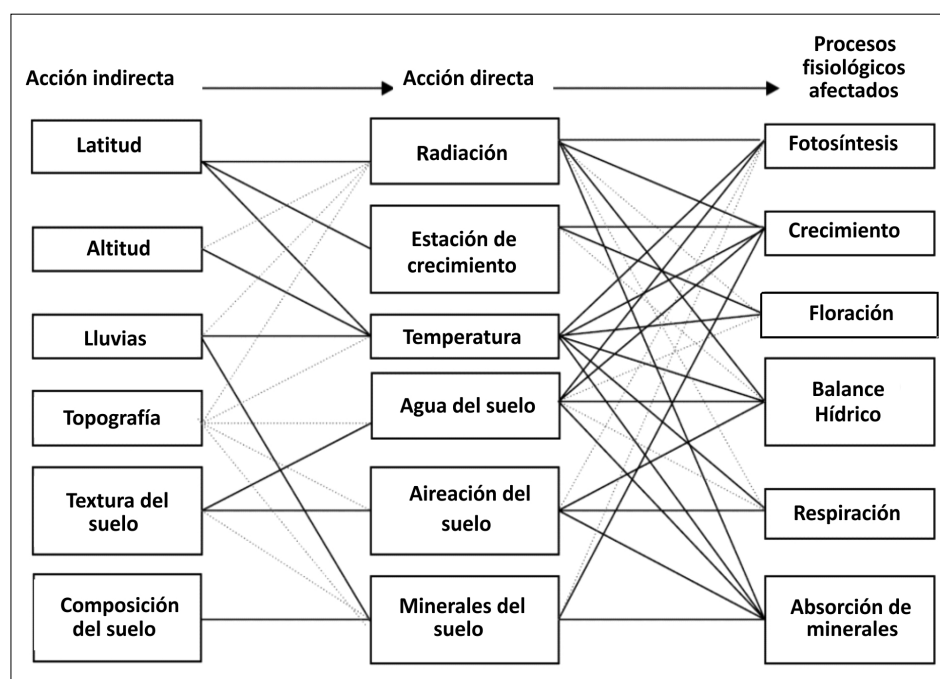 Acción indirecta
Acción directa
Procesos
fisiológicos
afectados
Latitud
Altitud
Lluvias
Topografía
Textura del
suelo
Composición
del suelo
Radiación
Estación de
crecimiento
Temperatura
Agua del suelo
Aireación del
suelo
Minerales del
suelo
Fotosíntesis
Crecimiento
Floración
Balance
Hídrico
Respiración
Absorción de
minerales